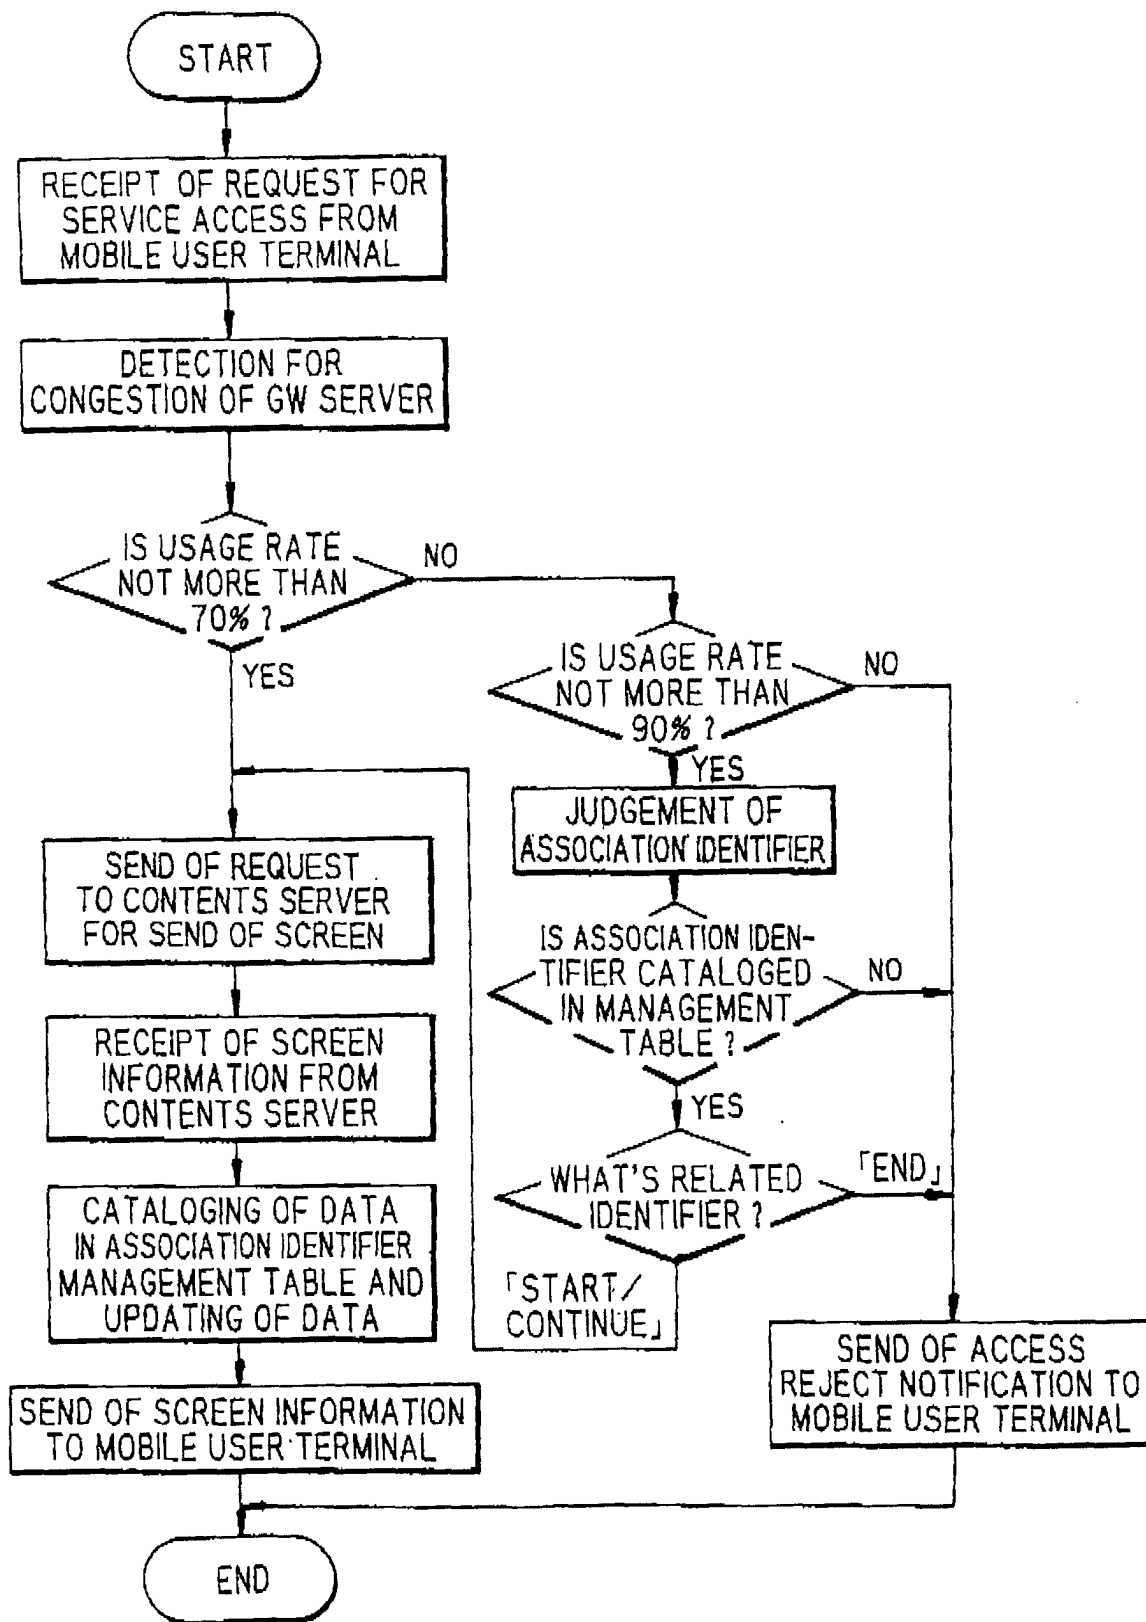 START
RECEIPT OF REQUEST FOR
SERVICE ACCESS FROM
MOBILE USER TERMINAL
DETECTION FOR
CONGESTION OF GW SERVER
IS USAGE RATE
NOT MORE THAN
70% ?
NO
YES
IS USAGE RATE
NOT MORE THAN
90% ?
NO
YES
JUDGEMENT OF
ASSOCIATION IDENTIFIER
SEND OF REQUEST
TO CONTENTS SERVER
FOR SEND OF SCREEN
IS ASSOCIATION IDEN-
TIFIER CATALOGED
IN MANAGEMENT
TABLE ?
NO
YES
RECEIPT OF SCREEN
INFORMATION FROM
CONTENTS SERVER
WHAT'S RELATED
IDENTIFIER ?
「END」
「START/
CONTINUE」
CATALOGING OF DATA
IN ASSOCIATION IDENTIFIER
MANAGEMENT TABLE AND
UPDATING OF DATA
SEND OF ACCESS
REJECT NOTIFICATION TO
MOBILE USER TERMINAL
SEND OF SCREEN INFORMATION
TO MOBILE USER TERMINAL
END